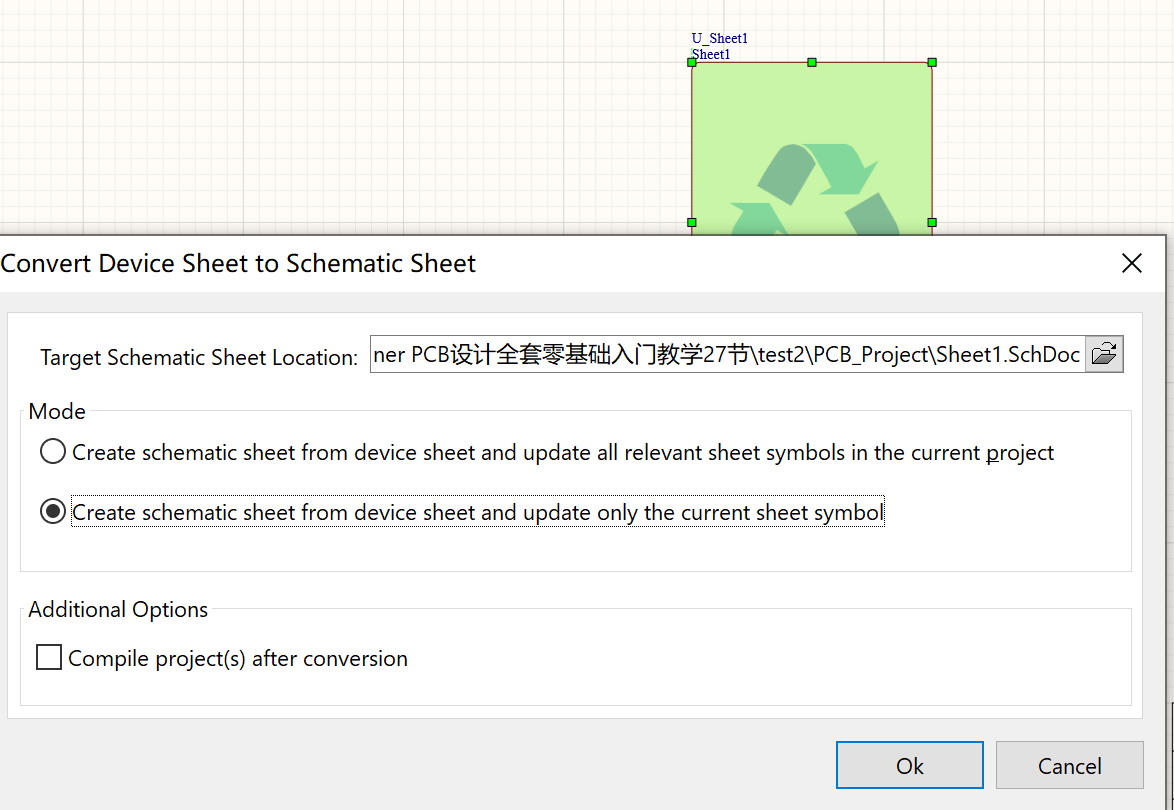 U_Sheet1
Sheet1
Convert Device Sheet to Schematic Sheet
Target Schematic Sheet Location: ner PCB设计全套零基础入门教学27节\test2\PCB_Project\Sheet1.SchDoc
Mode
Create schematic sheet from device sheet and update all relevant sheet symbols in the current project
Create schematic sheet from device sheet and update only the current sheet symbol
Additional Options
Compile project(s) after conversion
Ok Cancel